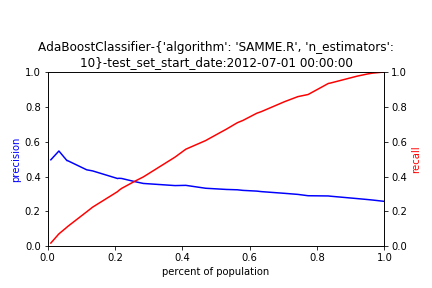 AdaBoostClassifier-{'algorithm': 'SAMME.R', 'n_estimators':
10}-test_set_start_date:2012-07-01 00:00:00
1.0
0.8
0.6
0.4
0.2
0.0
precision
1.0
0.8
0.6
0.4
0.2
0.0
recall
0.0 0.2 0.4 0.6 0.8 1.0
percent of population